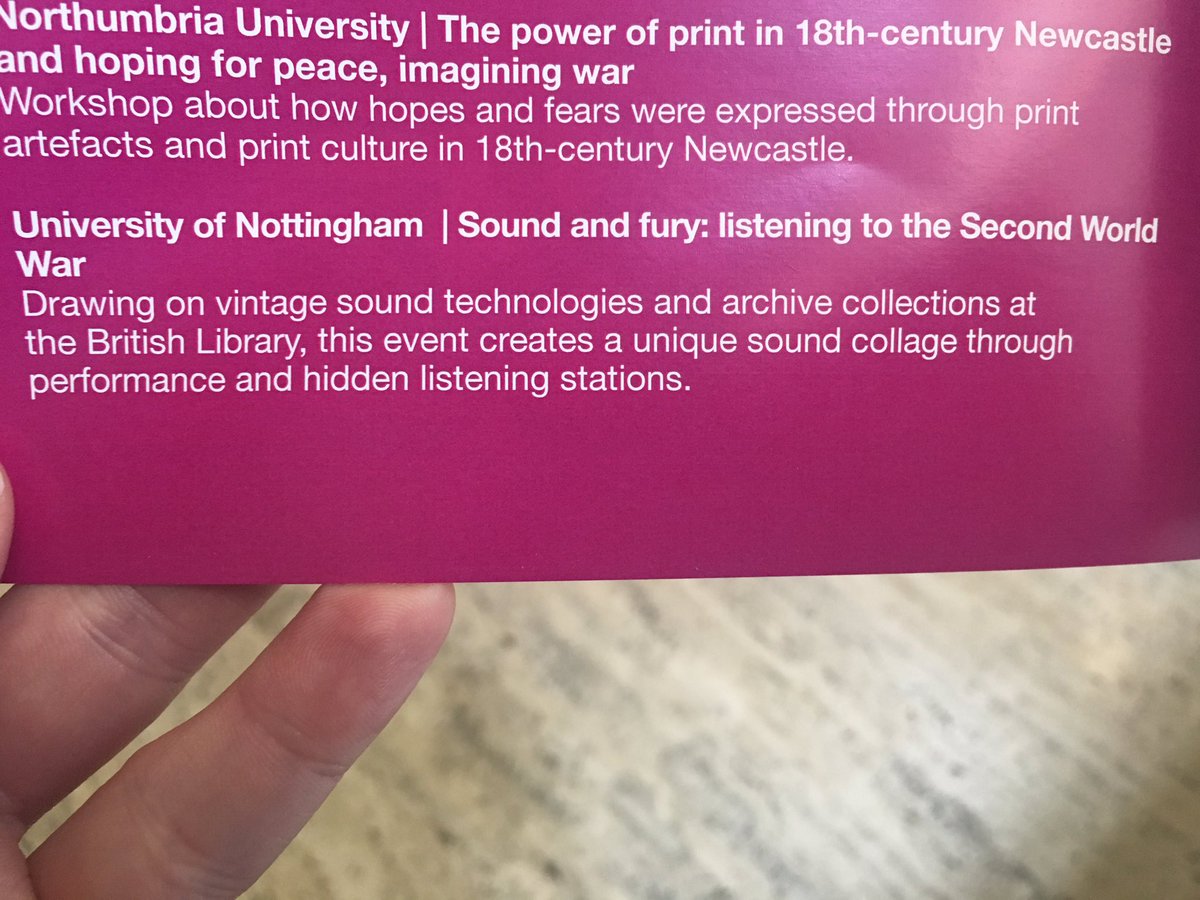 Northumbria University | The power of print in 18th-century Newcastle
and hoping for peace, imagining war
Workshop about how hopes and fears were expressed through print
artefacts and print culture in 18th-century Newcastle.
University of Nottingham | Sound and fury: listening to the Second World
War
Drawing on vintage sound technologies and archive collections at
the British Library, this event creates a unique sound collage through
performance and hidden listening stations.